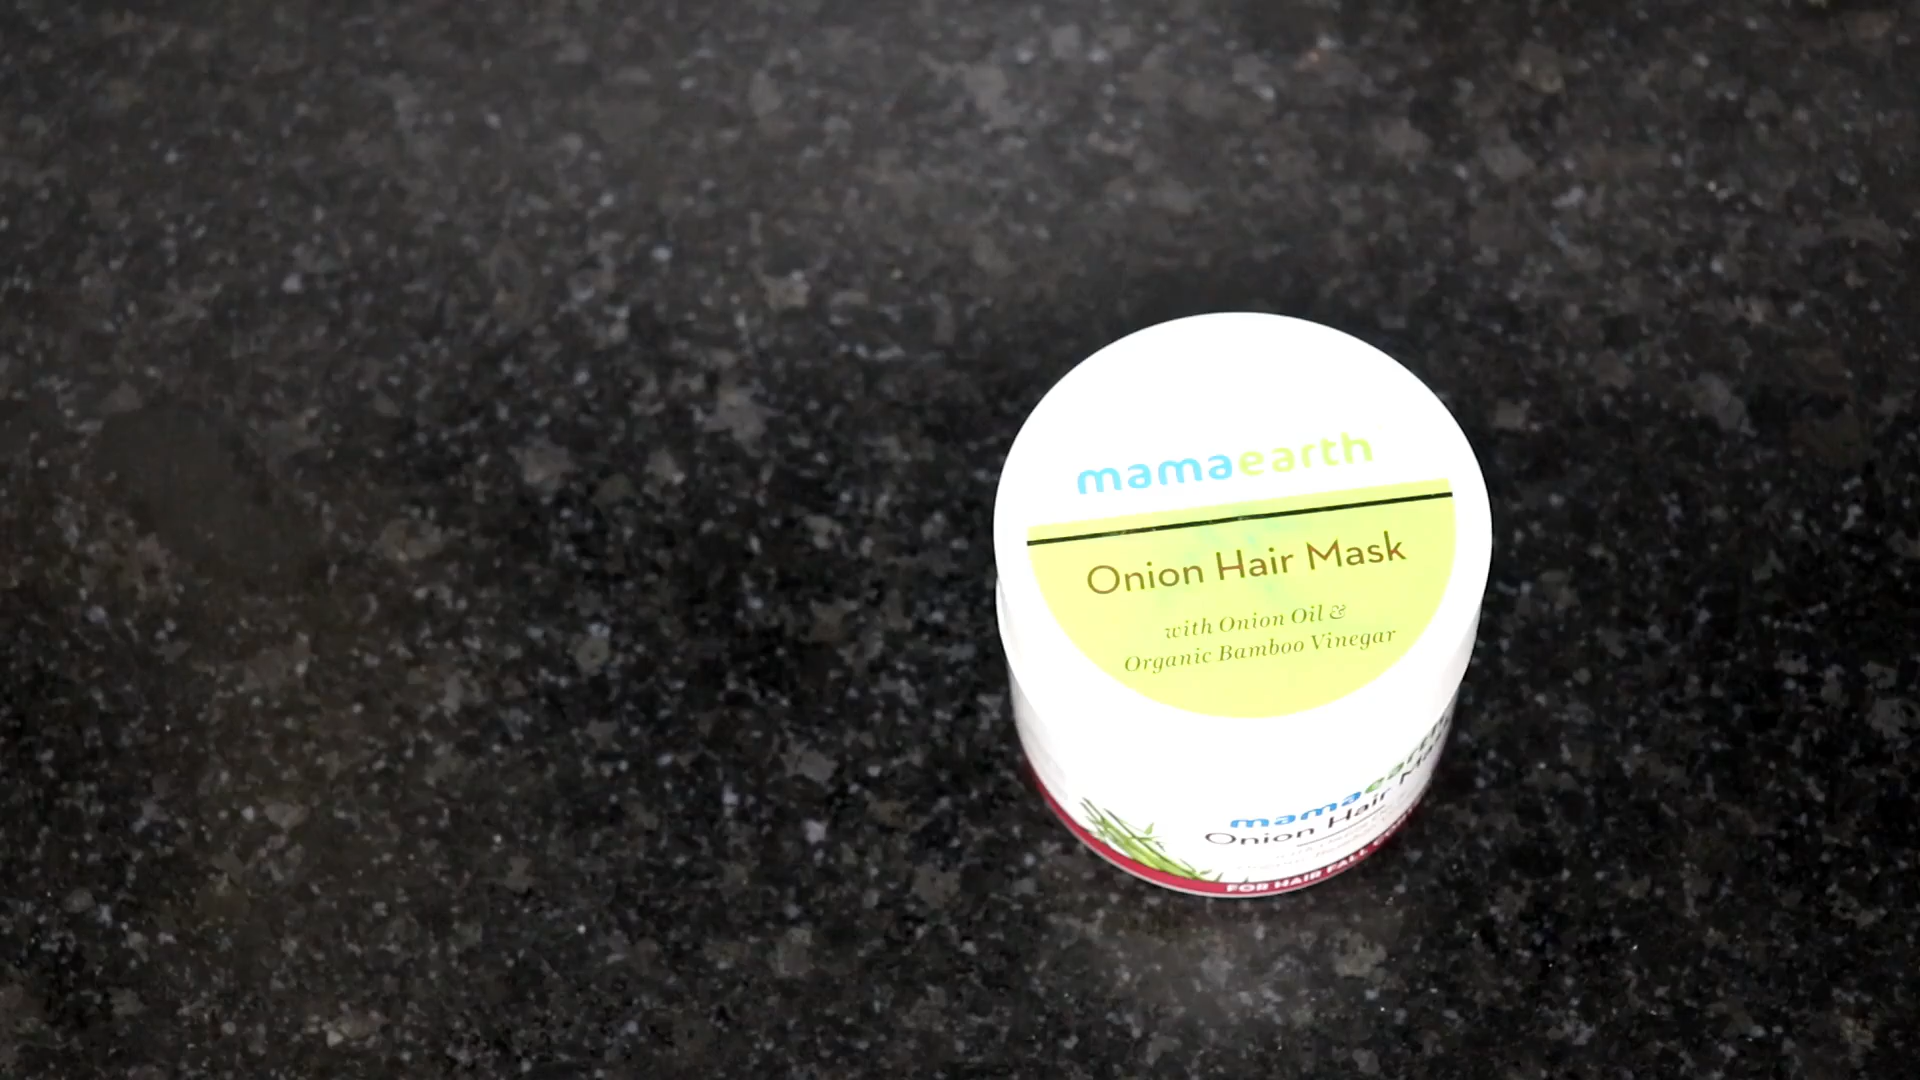 mamaearth
Onion Hair Mask
with Onion Oil &
Organic Bamboo Vinegar
mamaearth
Onion Hair
FOR HAIR FALL